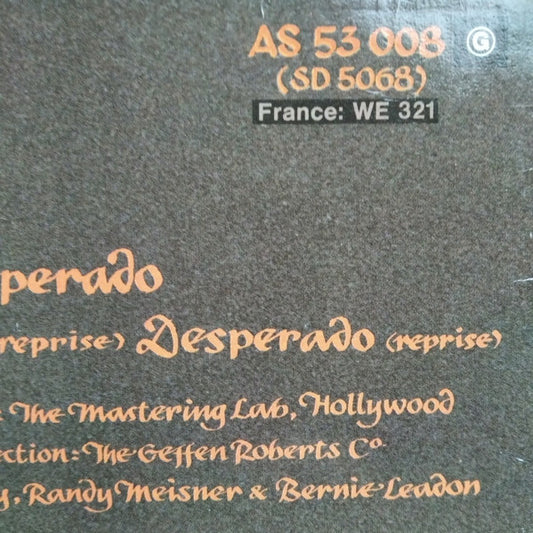 AS 53 008 G
(SD 5068)
France: WE 321
perado
reprise) Desperado (reprise)
: The Mastering Lab, Hollywood
ection: The Geffen Roberts Co.
y, Randy Meisner & Bernie Leadon